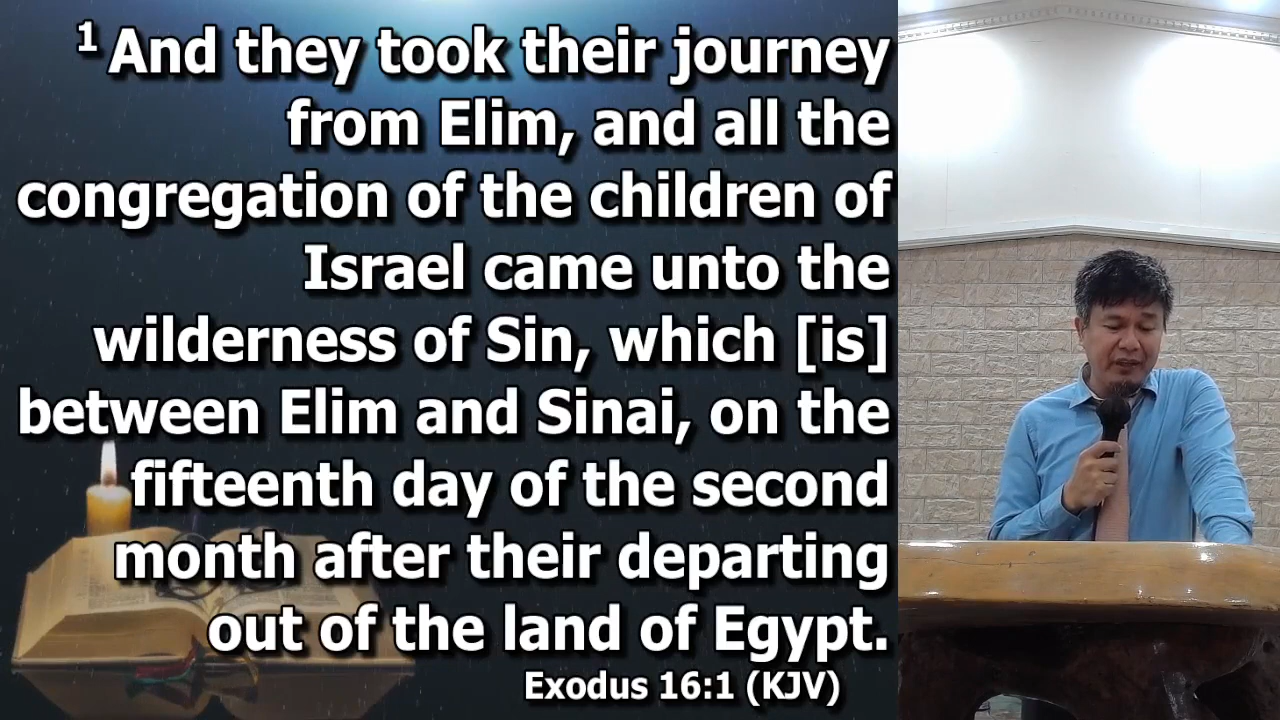 1 And they took their journey
from Elim, and all the
congregation of the children of
Israel came unto the
wilderness of Sin, which [is]
between Elim and Sinai, on the
fifteenth day of the second
month after their departing
out of the land of Egypt.
Exodus 16:1 (KJV)